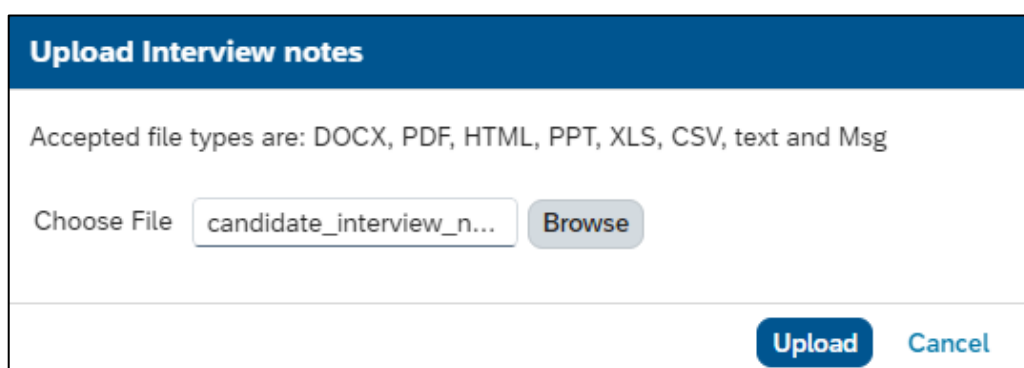 Upload Interview notes
Accepted file types are: DOCX, PDF, HTML, PPT, XLS, CSV, text and Msg
Choose File candidate_interview_n... Browse
Upload Cancel